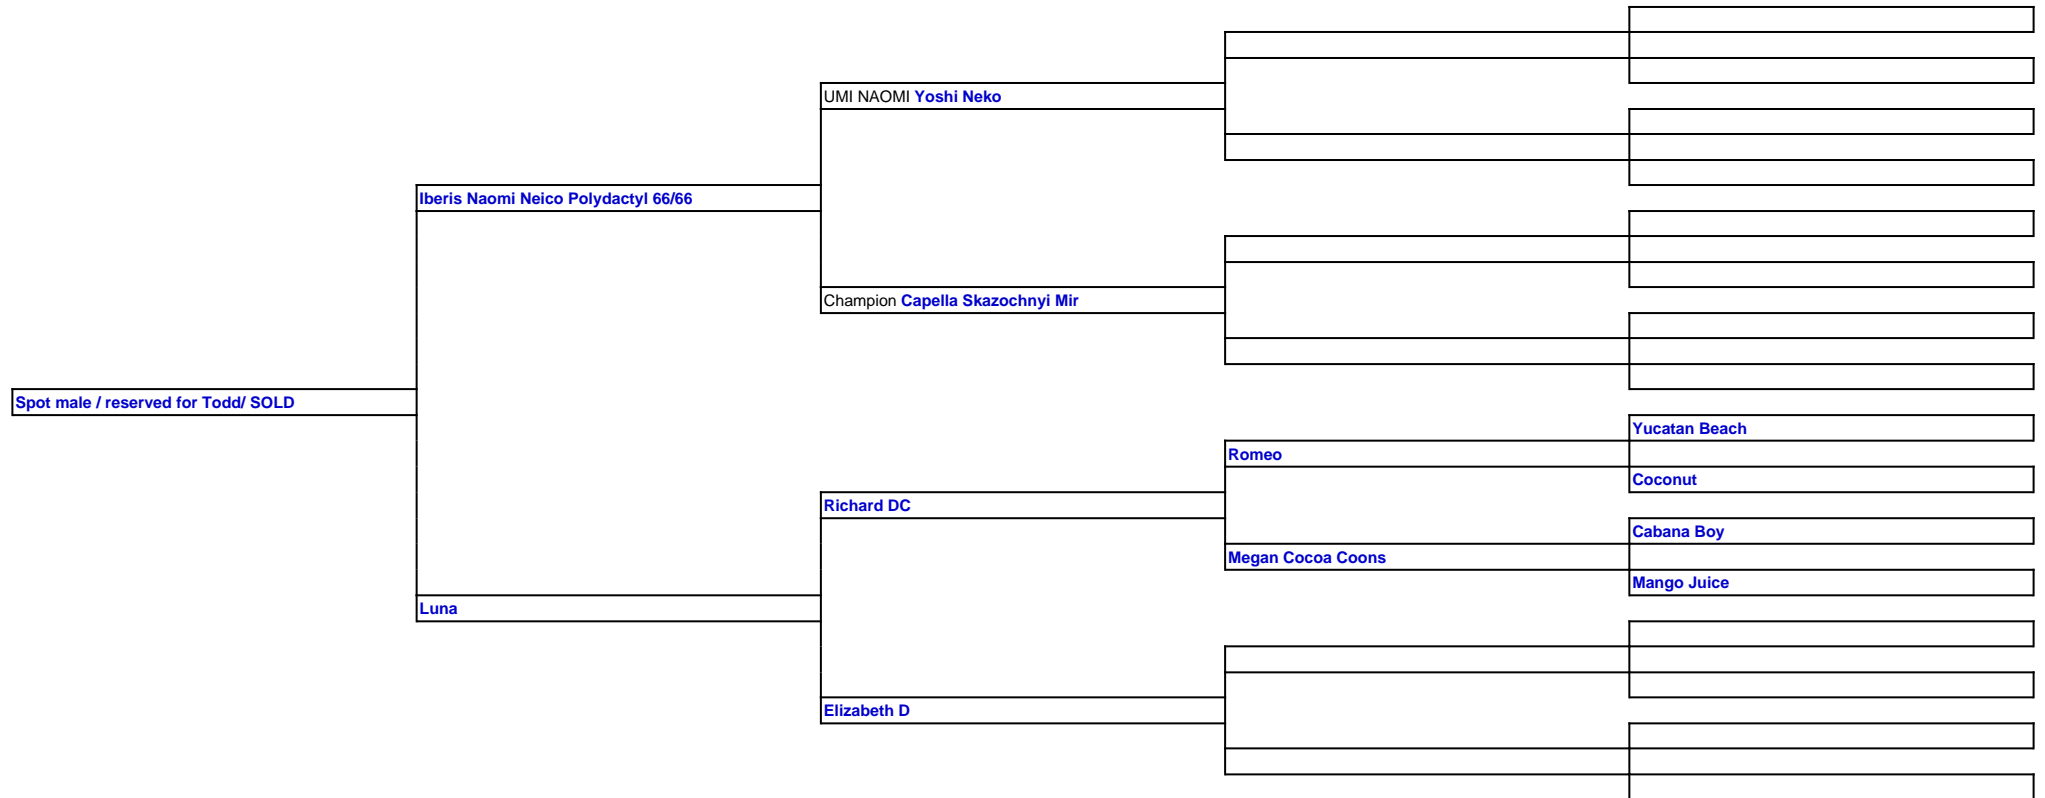 UMI NAOMI Yoshi Neko
Iberis Naomi Neico Polydactyl 66/66
Champion Capella Skazochnyi Mir
Spot male / reserved for Todd/ SOLD
Yucatan Beach
Romeo
Coconut
Richard DC
Cabana Boy
Megan Cocoa Coons
Mango Juice
Luna
Elizabeth D